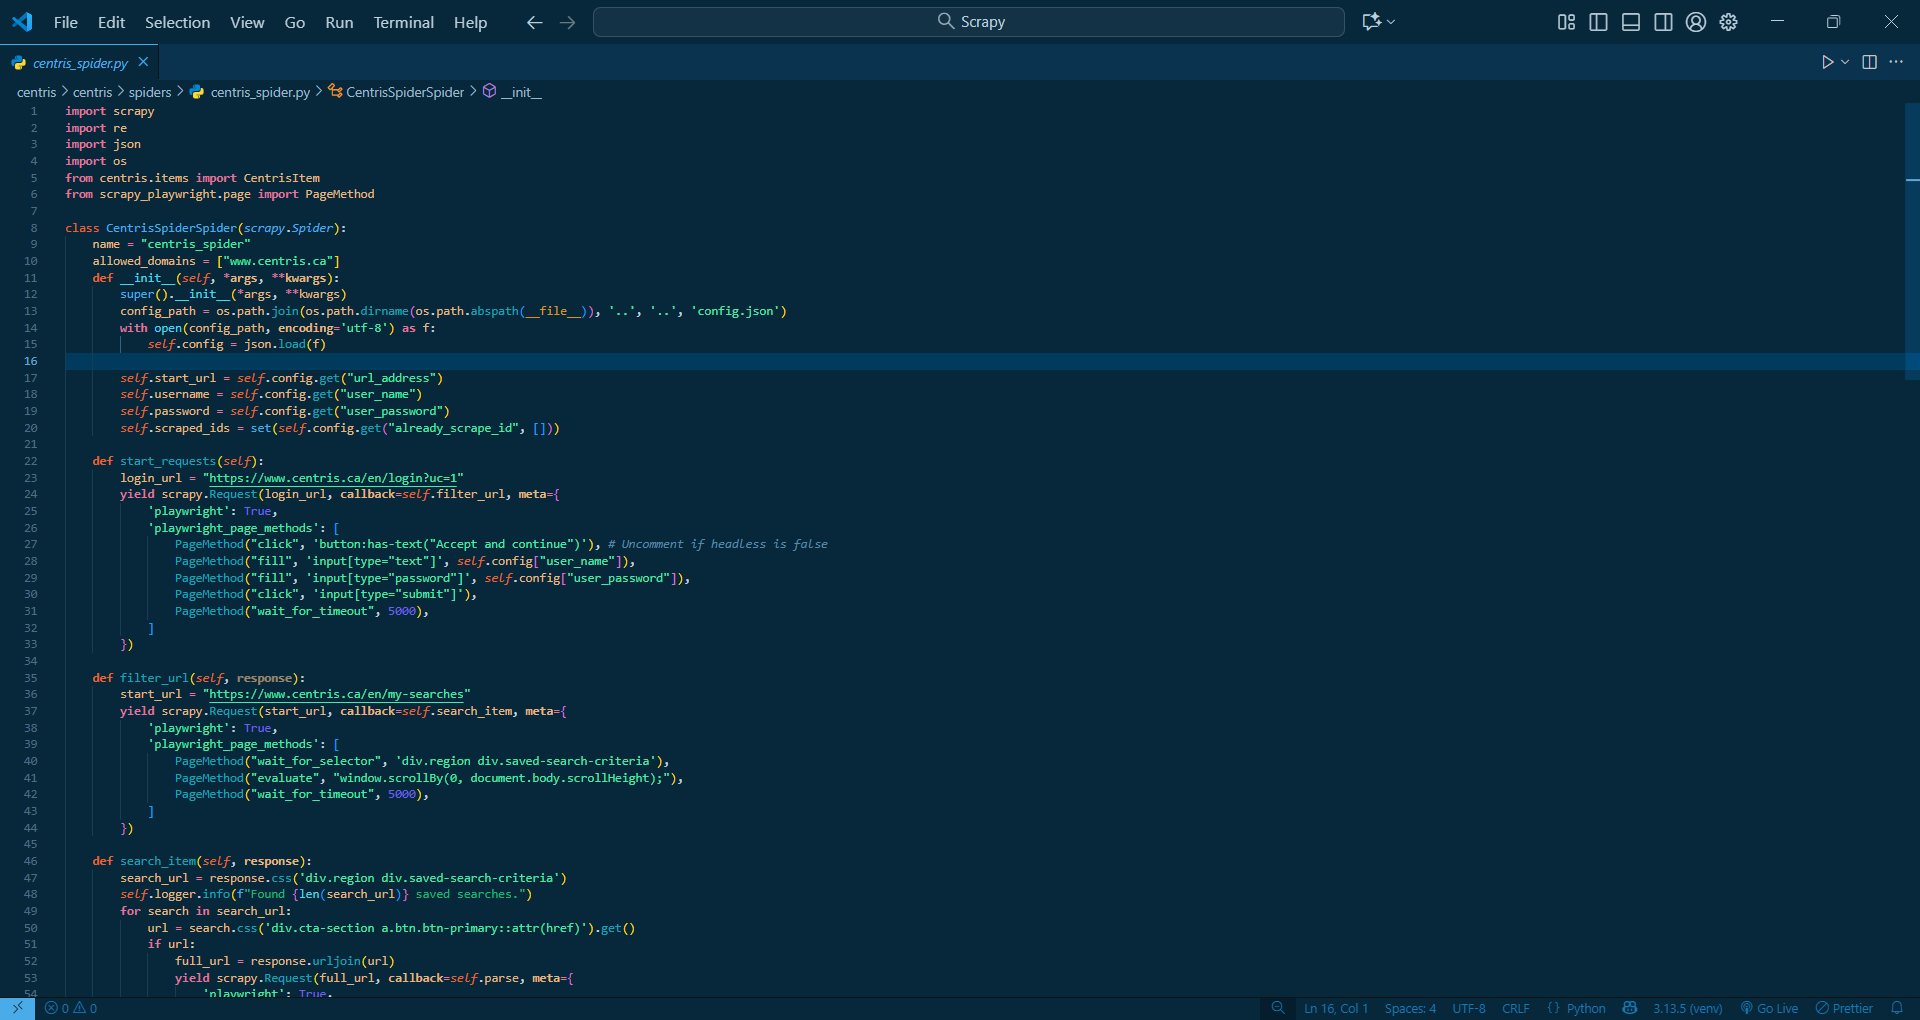 File Edit Selection View Go Run Terminal Help Scrapy
centris_spider.py
centris > centris > spiders > centris_spider.py > CentrisSpiderSpider > __init__
1 import scrapy
2 import re
3 import json
4 import os
5 from centris.items import CentrisItem
6 from scrapy_playwright.page import PageMethod
7
8 class CentrisSpiderSpider(scrapy.Spider):
9     name = "centris_spider"
10     allowed_domains = ["www.centris.ca"]
11     def __init__(self, *args, **kwargs):
12         super().__init__(*args, **kwargs)
13         config_path = os.path.join(os.path.dirname(os.path.abspath(__file__)), '..', '..', 'config.json')
14         with open(config_path, encoding='utf-8') as f:
15             self.config = json.load(f)
16
17         self.start_url = self.config.get("url_address")
18         self.username = self.config.get("user_name")
19         self.password = self.config.get("user_password")
20         self.scraped_ids = set(self.config.get("already_scrape_id", []))
21
22     def start_requests(self):
23         login_url = "https://www.centris.ca/en/login?uc=1"
24         yield scrapy.Request(login_url, callback=self.filter_url, meta={
25             'playwright': True,
26             'playwright_page_methods': [
27                 PageMethod("click", 'button:has-text("Accept and continue")'), # Uncomment if headless is false
28                 PageMethod("fill", 'input[type="text"]', self.config["user_name"]),
29                 PageMethod("fill", 'input[type="password"]', self.config["user_password"]),
30                 PageMethod("click", 'input[type="submit"]'),
31                 PageMethod("wait_for_timeout", 5000),
32             ]
33         })
34
35     def filter_url(self, response):
36         start_url = "https://www.centris.ca/en/my-searches"
37         yield scrapy.Request(start_url, callback=self.search_item, meta={
38             'playwright': True,
39             'playwright_page_methods': [
40                 PageMethod("wait_for_selector", 'div.region div.saved-search-criteria'),
41                 PageMethod("evaluate", "window.scrollBy(0, document.body.scrollHeight);"),
42                 PageMethod("wait_for_timeout", 5000),
43             ]
44         })
45
46     def search_item(self, response):
47         search_url = response.css('div.region div.saved-search-criteria')
48         self.logger.info(f"Found {len(search_url)} saved searches.")
49         for search in search_url:
50             url = search.css('div.cta-section a.btn.btn-primary::attr(href)').get()
51             if url:
52                 full_url = response.urljoin(url)
53                 yield scrapy.Request(full_url, callback=self.parse, meta={
54                     'playwright': True,
0 0 Ln 16, Col 1 Spaces: 4 UTF-8 CRLF {} Python 3.13.5 (venv) Go Live Prettier